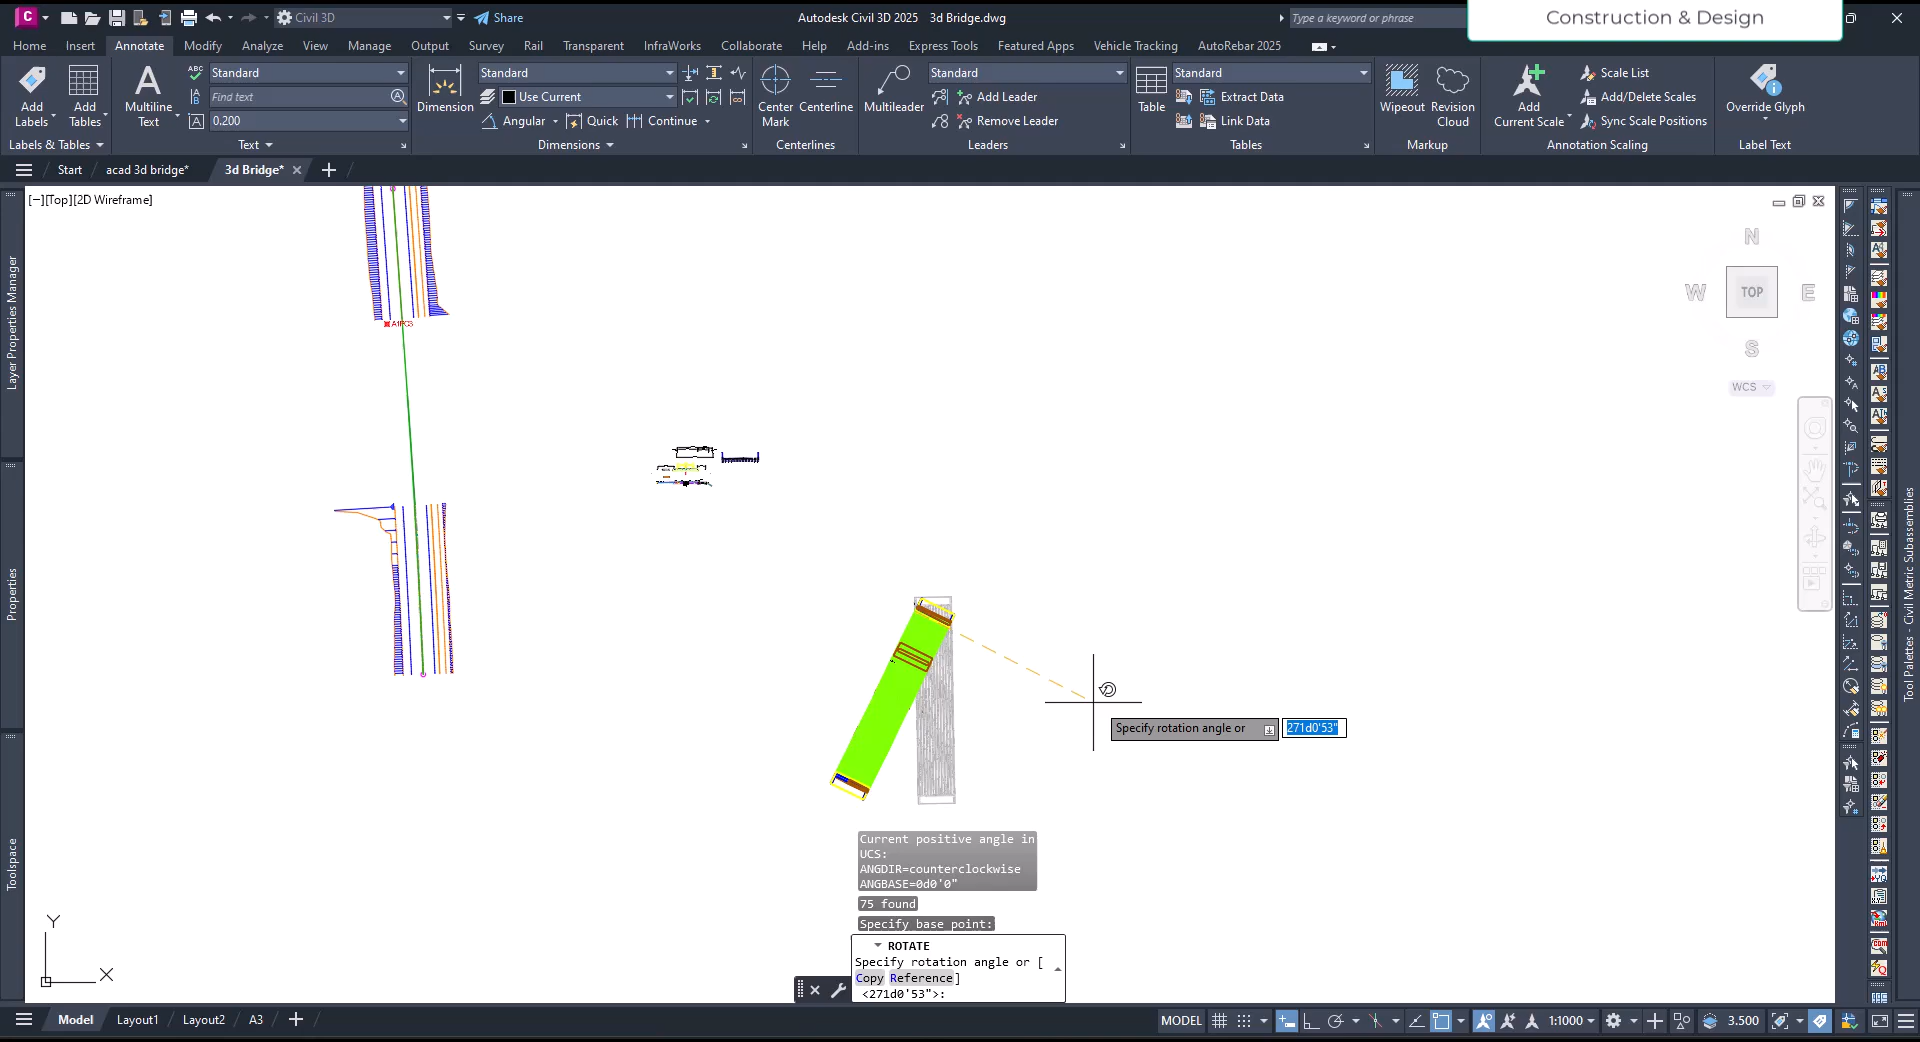 C
Civil 3D
Share
Autodesk Civil 3D 2025 3d Bridge.dwg
Type a keyword or phrase
Construction & Design
Home Insert Annotate Modify Analyze View Manage Output Survey Rail Transparent InfraWorks Collaborate Help Add-ins Express Tools Featured Apps Vehicle Tracking AutoRebar 2025
Add Labels
Add Tables
Labels & Tables
Multiline Text
ABC
Standard
Find text
0.200
Text
Dimension
Standard
Use Current
Angular Quick Continue
Dimensions
Center Mark
Centerline
Centerlines
Multileader
Standard
Add Leader
Remove Leader
Leaders
Table
Standard
Extract Data
Link Data
Tables
Wipeout
Revision Cloud
Markup
Add Current Scale
Scale List
Add/Delete Scales
Sync Scale Positions
Annotation Scaling
Override Glyph
Label Text
Start
acad 3d bridge*
3d Bridge*
[−][Top][2D Wireframe]
Layer Properties Manager
Properties
Toolspace
N
W
TOP
E
S
WCS
Tool Palettes - Civil Metric Subassemblies
Specify rotation angle or
271d0'53"
Current positive angle in
UCS:
ANGDIR=counterclockwise
ANGBASE=0d0'0"
75 found
Specify base point:
ROTATE
Specify rotation angle or [
Copy Reference]
<271d0'53">:
Y
X
Model Layout1 Layout2 A3
MODEL
1:1000
3.500